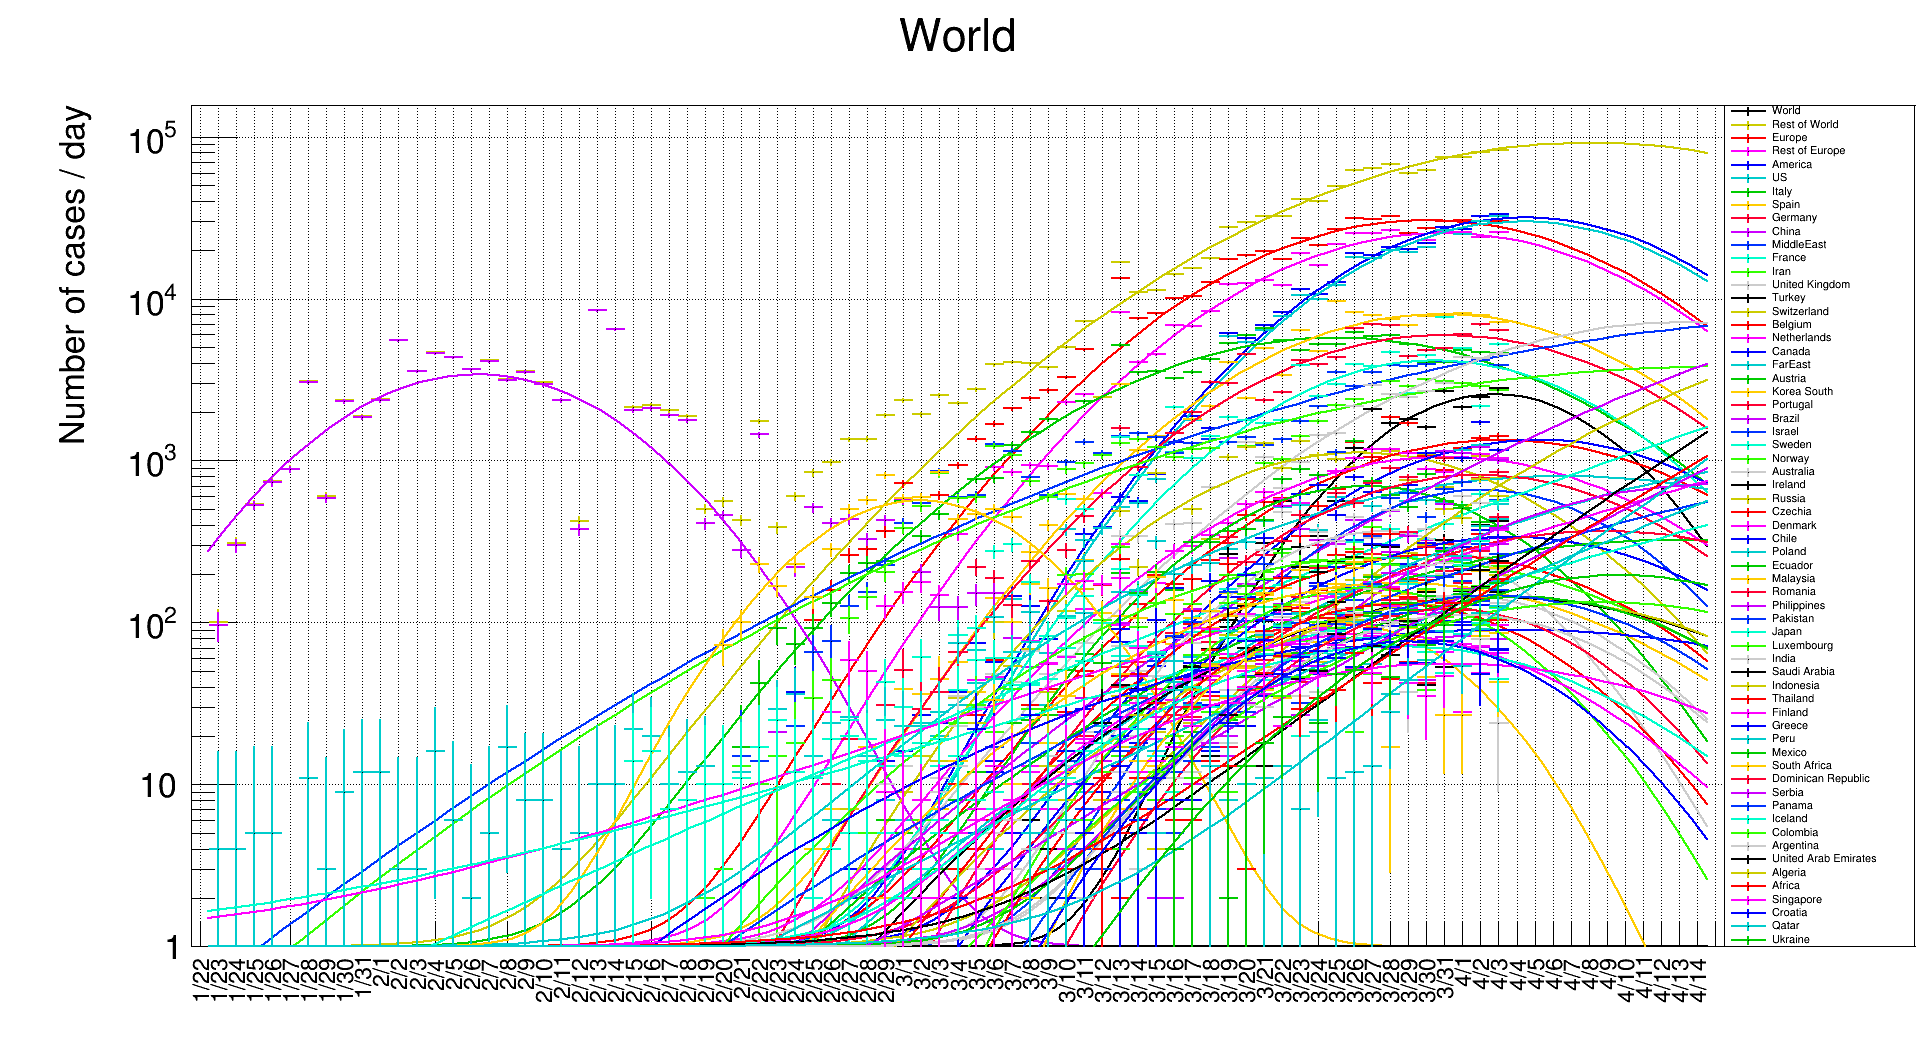 World
Number of cases / day
10^5
10^4
10^3
10^2
10
1
1/22
1/23
1/24
1/25
1/26
1/27
1/28
1/29
1/30
1/31
2/1
2/2
2/3
2/4
2/5
2/6
2/7
2/8
2/9
2/10
2/11
2/12
2/13
2/14
2/15
2/16
2/17
2/18
2/19
2/20
2/21
2/22
2/23
2/24
2/25
2/26
2/27
2/28
2/29
3/1
3/2
3/3
3/4
3/5
3/6
3/7
3/8
3/9
3/10
3/11
3/12
3/13
3/14
3/15
3/16
3/17
3/18
3/19
3/20
3/21
3/22
3/23
3/24
3/25
3/26
3/27
3/28
3/29
3/30
3/31
4/1
4/2
4/3
4/4
4/5
4/6
4/7
4/8
4/9
4/10
4/11
4/12
4/13
4/14
World
Rest of World
Europe
Rest of Europe
America
US
Italy
Spain
Germany
China
MiddleEast
France
Iran
United Kingdom
Turkey
Switzerland
Belgium
Netherlands
Canada
FarEast
Austria
Korea South
Portugal
Brazil
Israel
Sweden
Norway
Australia
Ireland
Russia
Czechia
Denmark
Chile
Poland
Ecuador
Malaysia
Romania
Philippines
Pakistan
Japan
Luxembourg
India
Saudi Arabia
Indonesia
Thailand
Finland
Greece
Peru
Mexico
South Africa
Dominican Republic
Serbia
Panama
Iceland
Colombia
Argentina
United Arab Emirates
Algeria
Africa
Singapore
Croatia
Qatar
Ukraine